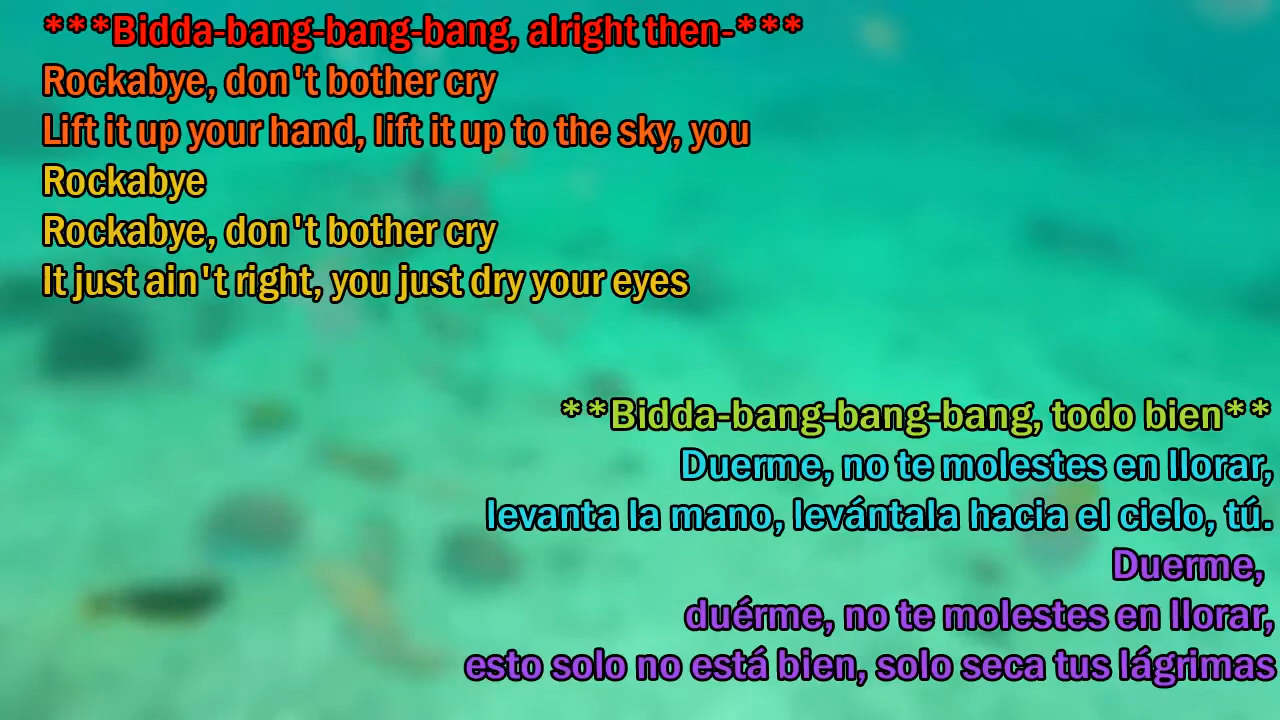 ***Bidda-bang-bang-bang, alright then-***
Rockabye, don't bother cry
Lift it up your hand, lift it up to the sky, you
Rockabye
Rockabye, don't bother cry
It just ain't right, you just dry your eyes
**Bidda-bang-bang-bang, todo bien**
Duerme, no te molestes en llorar,
levanta la mano, levántala hacia el cielo, tú.
Duerme,
duérme, no te molestes en llorar,
esto solo no está bien, solo seca tus lágrimas